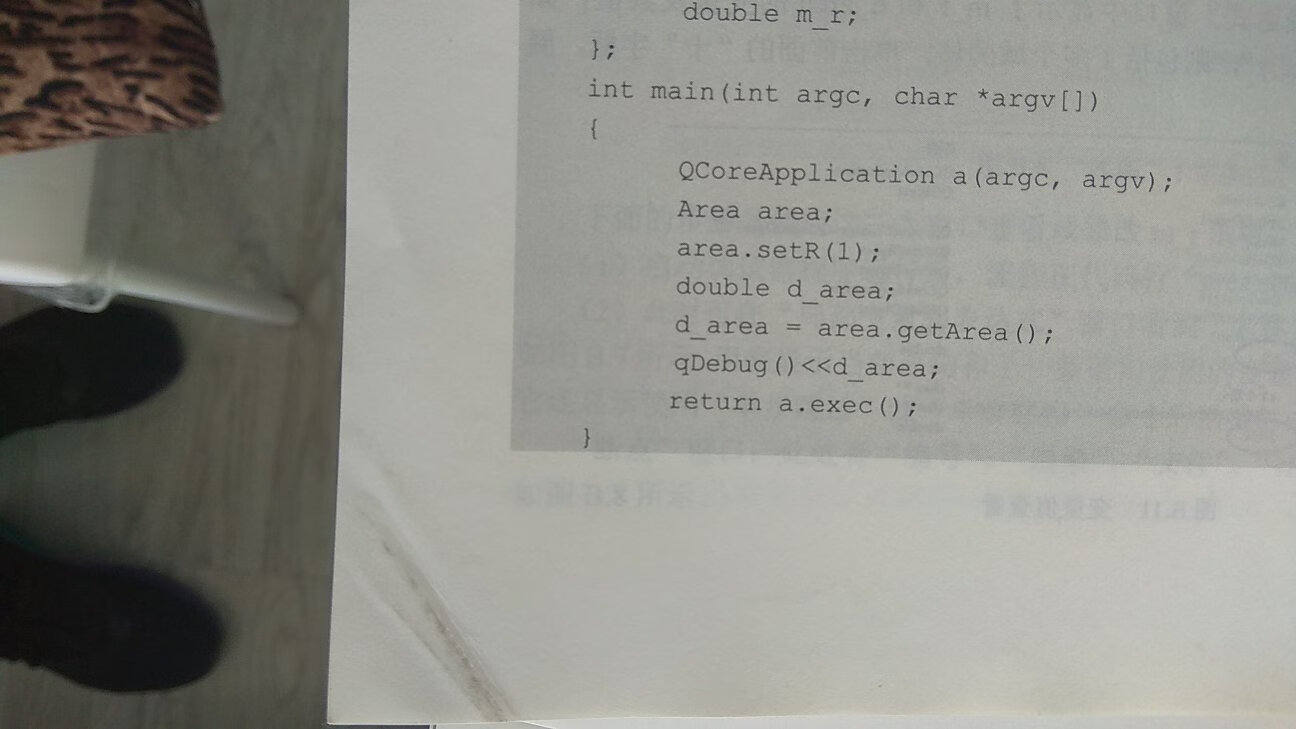 double m_r;
};
int main(int argc, char *argv[])
{
QCoreApplication a(argc, argv);
Area area;
area.setR(1);
double d_area;
d_area = area.getArea();
qDebug()<<d_area;
return a.exec();
}